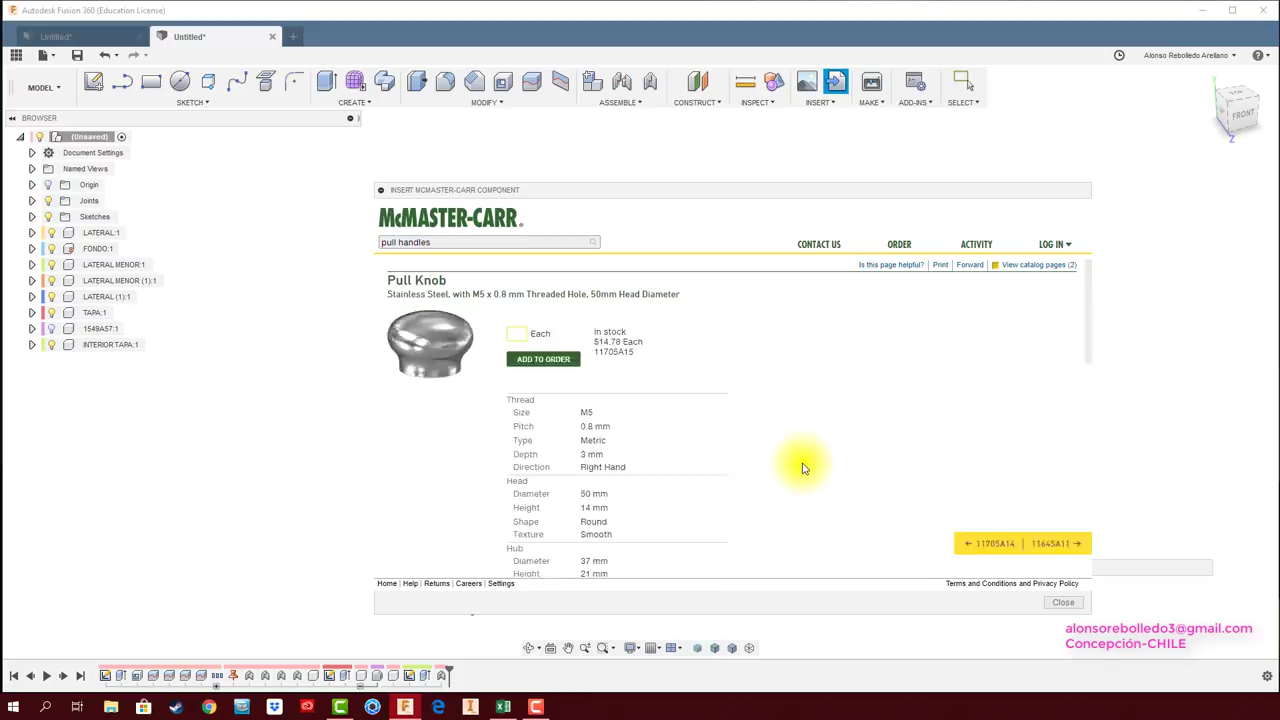 Autodesk Fusion 360 (Education License)
Untitled*
Untitled*
Alonso Rebolledo Arellano
MODEL
SKETCH
CREATE
MODIFY
ASSEMBLE
CONSTRUCT
INSPECT
INSERT
MAKE
ADD-INS
SELECT
TOP
FRONT
Z
BROWSER
(Unsaved)
Document Settings
Named Views
Origin
Joints
Sketches
LATERAL:1
FONDO:1
LATERAL MENOR:1
LATERAL MENOR (1):1
LATERAL (1):1
TAPA:1
1549A57:1
INTERIOR TAPA:1
INSERT MCMASTER-CARR COMPONENT
McMASTER-CARR®
pull handles
CONTACT US
ORDER
ACTIVITY
LOG IN
Is this page helpful?
Print
Forward
View catalog pages (2)
Pull Knob
Stainless Steel, with M5 x 0.8 mm Threaded Hole, 50mm Head Diameter
Each
In stock
$14.78 Each
11705A15
ADD TO ORDER
Thread
Size M5
Pitch 0.8 mm
Type Metric
Depth 3 mm
Direction Right Hand
Head
Diameter 50 mm
Height 14 mm
Shape Round
Texture Smooth
Hub
Diameter 37 mm
Height 21 mm
11705A14 | 11645A11
Home | Help | Returns | Careers | Settings
Terms and Conditions and Privacy Policy
Close
alonsorebolledo3@gmail.com
Concepción-CHILE